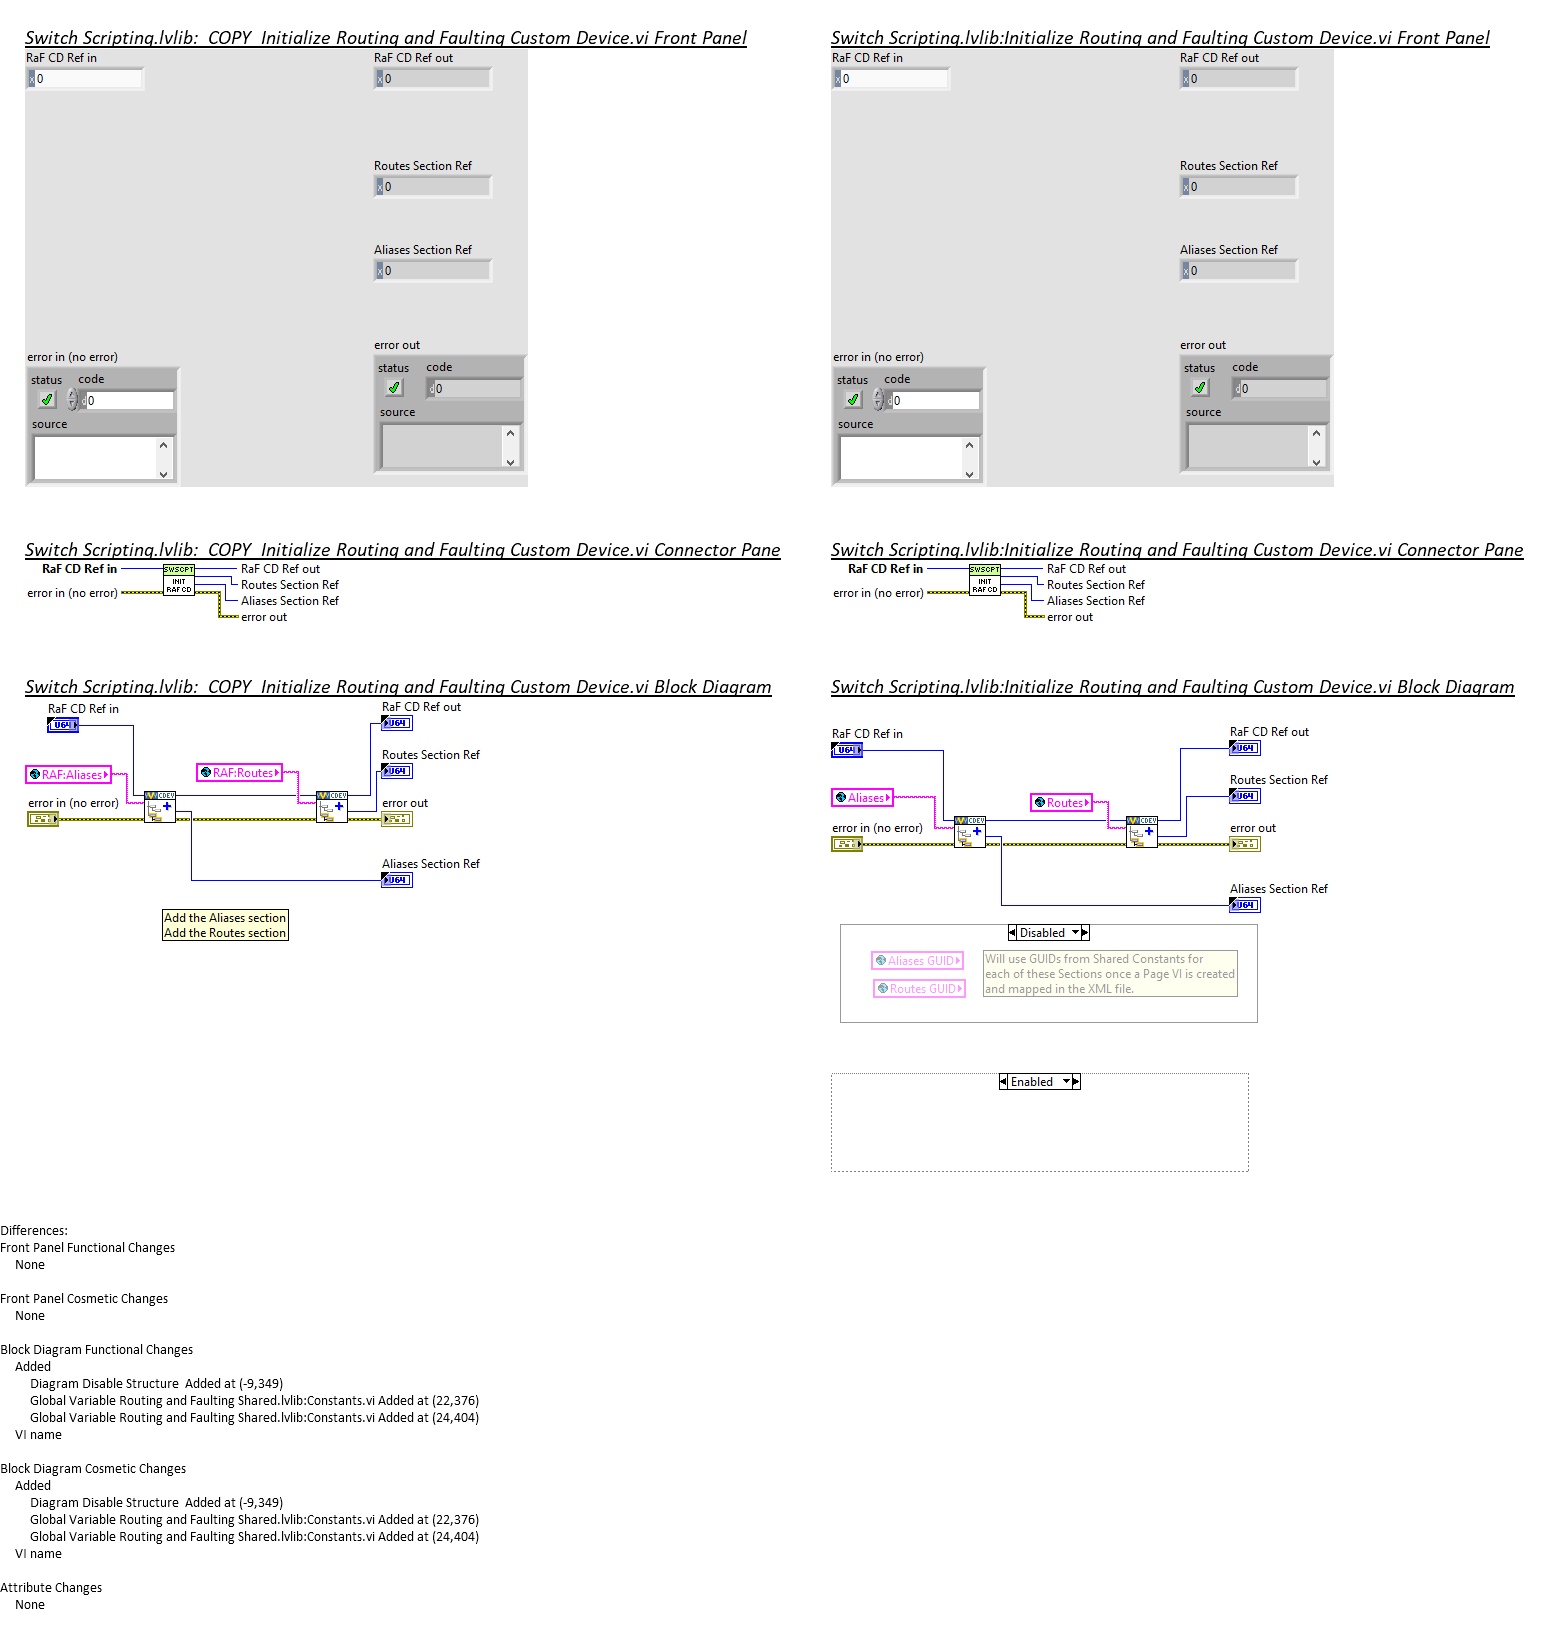 Switch Scripting.lvlib:  COPY  Initialize Routing and Faulting Custom Device.vi Front Panel
RaF CD Ref in
x 0
RaF CD Ref out
x 0
Routes Section Ref
x 0
Aliases Section Ref
x 0
error in (no error)
status
code
d 0
source
error out
status
code
d 0
source
Switch Scripting.lvlib:Initialize Routing and Faulting Custom Device.vi Front Panel
RaF CD Ref in
x 0
RaF CD Ref out
x 0
Routes Section Ref
x 0
Aliases Section Ref
x 0
error in (no error)
status
code
d 0
source
error out
status
code
d 0
source
Switch Scripting.lvlib:  COPY  Initialize Routing and Faulting Custom Device.vi Connector Pane
RaF CD Ref in
error in (no error)
SWSCPT
INIT
RAF CD
RaF CD Ref out
Routes Section Ref
Aliases Section Ref
error out
Switch Scripting.lvlib:Initialize Routing and Faulting Custom Device.vi Connector Pane
RaF CD Ref in
error in (no error)
SWSCPT
INIT
RAF CD
RaF CD Ref out
Routes Section Ref
Aliases Section Ref
error out
Switch Scripting.lvlib:  COPY  Initialize Routing and Faulting Custom Device.vi Block Diagram
RaF CD Ref in
U64
RaF CD Ref out
U64
Routes Section Ref
U64
RAF:Aliases
RAF:Routes
error in (no error)
CDEV
CDEV
error out
Aliases Section Ref
U64
Add the Aliases section
Add the Routes section
Switch Scripting.lvlib:Initialize Routing and Faulting Custom Device.vi Block Diagram
RaF CD Ref in
U64
RaF CD Ref out
U64
Routes Section Ref
U64
Aliases
Routes
error in (no error)
CDEV
CDEV
error out
Aliases Section Ref
U64
Disabled
Aliases GUID
Routes GUID
Will use GUIDs from Shared Constants for
each of these Sections once a Page VI is created
and mapped in the XML file.
Enabled
Differences:
Front Panel Functional Changes
None
Front Panel Cosmetic Changes
None
Block Diagram Functional Changes
Added
Diagram Disable Structure  Added at (-9,349)
Global Variable Routing and Faulting Shared.lvlib:Constants.vi Added at (22,376)
Global Variable Routing and Faulting Shared.lvlib:Constants.vi Added at (24,404)
VI name
Block Diagram Cosmetic Changes
Added
Diagram Disable Structure  Added at (-9,349)
Global Variable Routing and Faulting Shared.lvlib:Constants.vi Added at (22,376)
Global Variable Routing and Faulting Shared.lvlib:Constants.vi Added at (24,404)
VI name
Attribute Changes
None